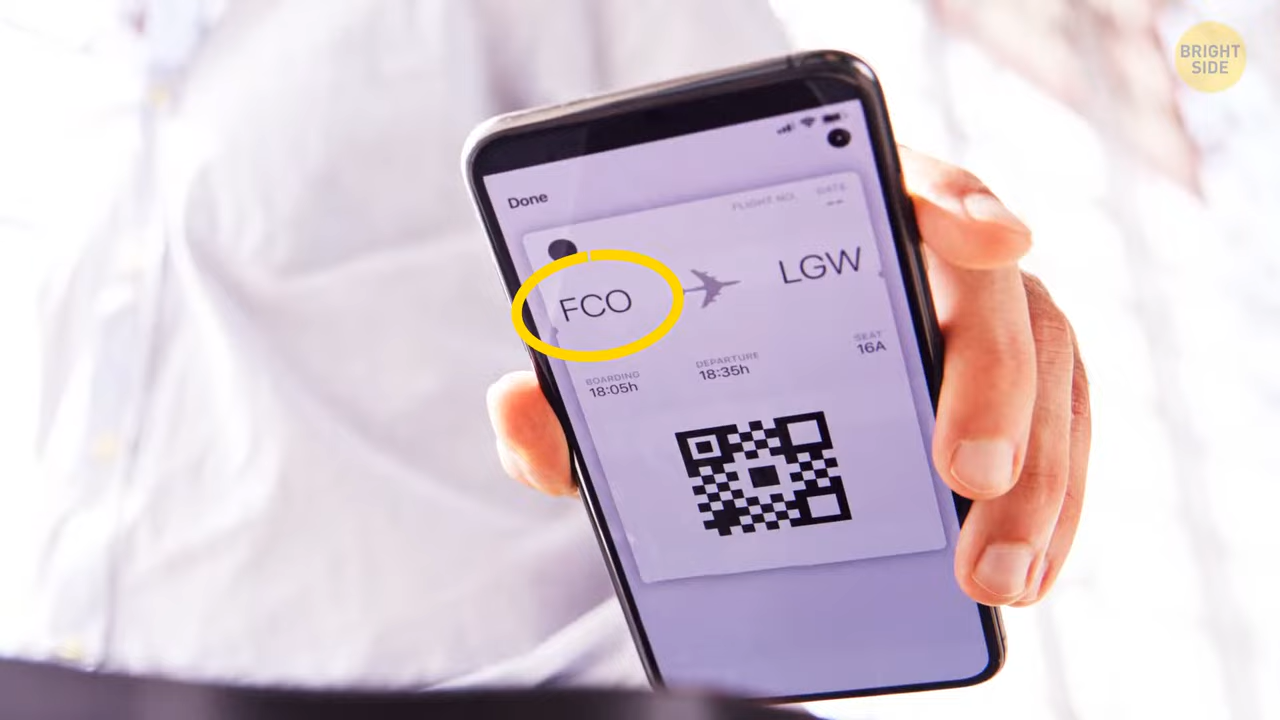 BRIGHT
SIDE
Done
FLIGHT NO.
DATE
--
FCO
LGW
BOARDING
18:05h
DEPARTURE
18:35h
SEAT
16A